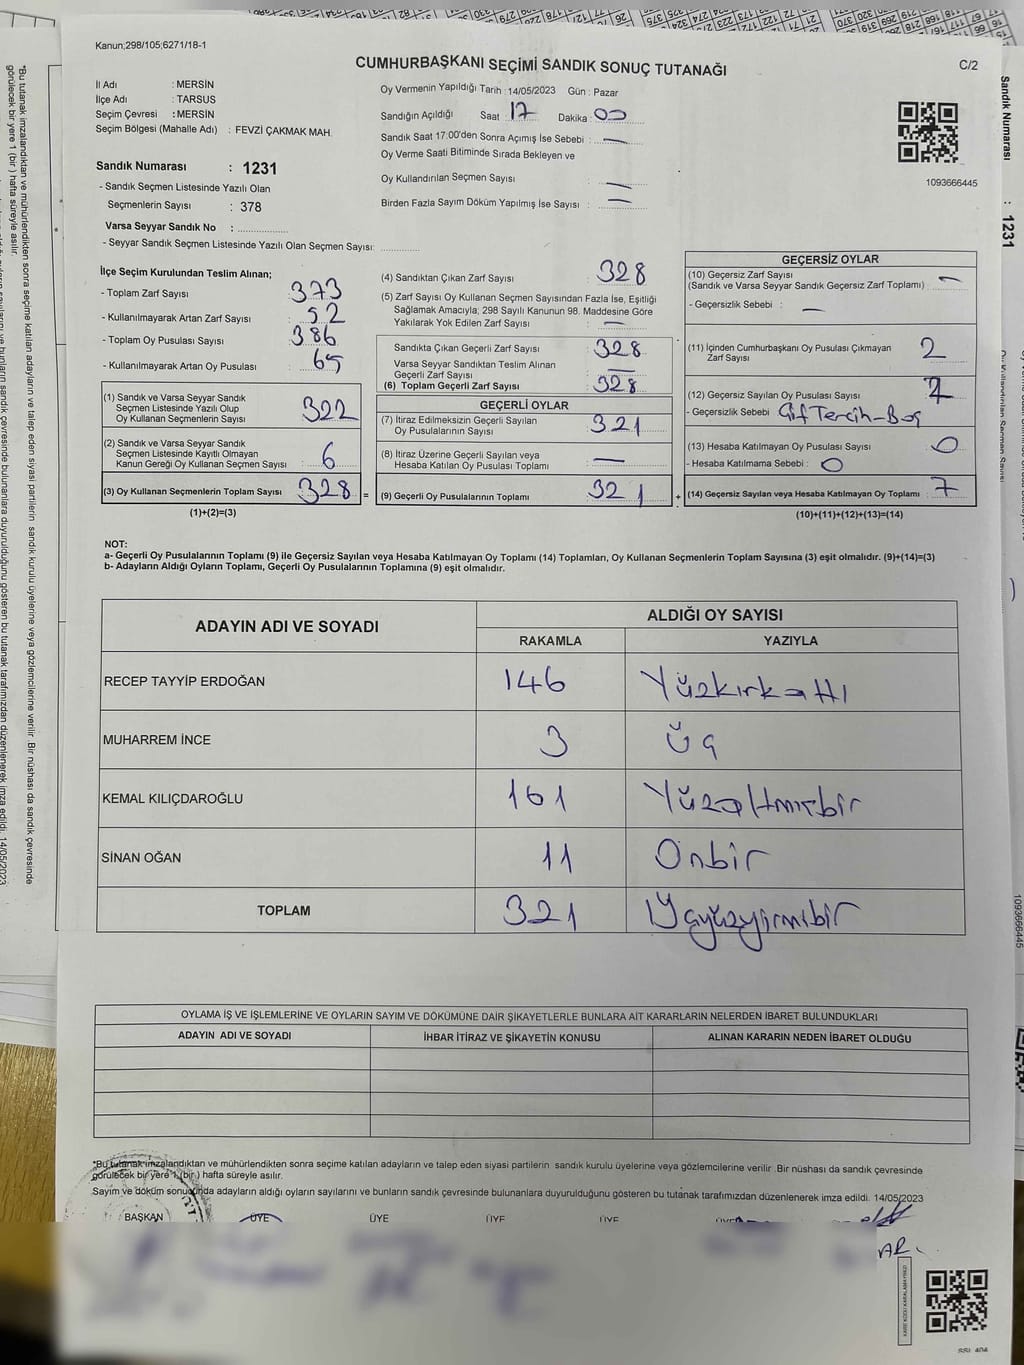 Kanun;298/105;6271/18-1
CUMHURBAŞKANI SEÇİMİ SANDIK SONUÇ TUTANAĞI
C/2
İl Adı : MERSİN
İlçe Adı : TARSUS
Seçim Çevresi : MERSİN
Seçim Bölgesi (Mahalle Adı) : FEVZİ ÇAKMAK MAH.
Sandık Numarası : 1231
- Sandık Seçmen Listesinde Yazılı Olan
Seçmenlerin Sayısı : 378
Varsa Seyyar Sandık No : ............
- Seyyar Sandık Seçmen Listesinde Yazılı Olan Seçmen Sayısı: ............
Oy Vermenin Yapıldığı Tarih : 14/05/2023 Gün : Pazar
Sandığın Açıldığı Saat : 17 Dakika : 00
Sandık Saat 17:00'den Sonra Açımış İse Sebebi : —
Oy Verme Saati Bitiminde Sırada Bekleyen ve
Oy Kullandırılan Seçmen Sayısı : —
Birden Fazla Sayım Döküm Yapılmış İse Sayısı : —
1093666445
İlçe Seçim Kurulundan Teslim Alınan;
- Toplam Zarf Sayısı : 373
- Kullanılmayarak Artan Zarf Sayısı : 52
- Toplam Oy Pusulası Sayısı : 386
- Kullanılmayarak Artan Oy Pusulası : 65
(1) Sandık ve Varsa Seyyar Sandık
Seçmen Listesinde Yazılı Olup
Oy Kullanan Seçmenlerin Sayısı : 322
(2) Sandık ve Varsa Seyyar Sandık
Seçmen Listesinde Kayıtlı Olmayan
Kanun Gereği Oy Kullanan Seçmen Sayısı : 6
(3) Oy Kullanan Seçmenlerin Toplam Sayısı : 328
(1)+(2)=(3)
(4) Sandıktan Çıkan Zarf Sayısı : 328
(5) Zarf Sayısı Oy Kullanan Seçmen Sayısından Fazla İse, Eşitliği
Sağlamak Amacıyla; 298 Sayılı Kanunun 98. Maddesine Göre
Yakılarak Yok Edilen Zarf Sayısı : —
Sandıkta Çıkan Geçerli Zarf Sayısı : 328
Varsa Seyyar Sandıktan Teslim Alınan
Geçerli Zarf Sayısı : —
(6) Toplam Geçerli Zarf Sayısı : 328
GEÇERLİ OYLAR
(7) İtiraz Edilmeksizin Geçerli Sayılan
Oy Pusulalarının Sayısı : 321
(8) İtiraz Üzerine Geçerli Sayılan veya
Hesaba Katılan Oy Pusulası Toplamı : —
= (9) Geçerli Oy Pusulalarının Toplamı : 321 +
GEÇERSİZ OYLAR
(10) Geçersiz Zarf Sayısı
(Sandık ve Varsa Seyyar Sandık Geçersiz Zarf Toplamı) : —
- Geçersizlik Sebebi : —
(11) İçinden Cumhurbaşkanı Oy Pusulası Çıkmayan
Zarf Sayısı : 2
(12) Geçersiz Sayılan Oy Pusulası Sayısı
- Geçersizlik Sebebi : Çift Tercih-Boş
(13) Hesaba Katılmayan Oy Pusulası Sayısı : 0
- Hesaba Katılmama Sebebi : 0
(14) Geçersiz Sayılan veya Hesaba Katılmayan Oy Toplamı : 7
(10)+(11)+(12)+(13)=(14)
NOT:
a- Geçerli Oy Pusulalarının Toplamı (9) ile Geçersiz Sayılan veya Hesaba Katılmayan Oy Toplamı (14) Toplamları, Oy Kullanan Seçmenlerin Toplam Sayısına (3) eşit olmalıdır. (9)+(14)=(3)
b- Adayların Aldığı Oyların Toplamı, Geçerli Oy Pusulalarının Toplamına (9) eşit olmalıdır.
ADAYIN ADI VE SOYADI ALDIĞI OY SAYISI
RAKAMLA YAZIYLA
RECEP TAYYİP ERDOĞAN 146 Yüzkırkaltı
MUHARREM İNCE 3 Üç
KEMAL KILIÇDAROĞLU 161 Yüzaltmışbir
SİNAN OĞAN 11 Onbir
TOPLAM 321 Üçyüzyirmibir
OYLAMA İŞ VE İŞLEMLERİNE VE OYLARIN SAYIM VE DÖKÜMÜNE DAİR ŞİKAYETLERLE BUNLARA AİT KARARLARIN NELERDEN İBARET BULUNDUKLARI
ADAYIN ADI VE SOYADI İHBAR İTİRAZ VE ŞİKAYETİN KONUSU ALINAN KARARIN NEDEN İBARET OLDUĞU
*Bu tutanak imzalandıktan ve mühürlendikten sonra seçime katılan adayların ve talep eden siyasi partilerin sandık kurulu üyelerine veya gözlemcilerine verilir. Bir nüshası da sandık çevresinde
görülecek bir yere 1 (bir) hafta süreyle asılır.
Sayım ve döküm sonucunda adayların aldığı oyların sayılarını ve bunların sandık çevresinde bulunanlara duyurulduğunu gösteren bu tutanak tarafımızdan düzenlenerek imza edildi. 14/05/2023
BAŞKAN ÜYE ÜYE ÜYE ÜYE ÜYE
Sandık Numarası : 1231
1093666445